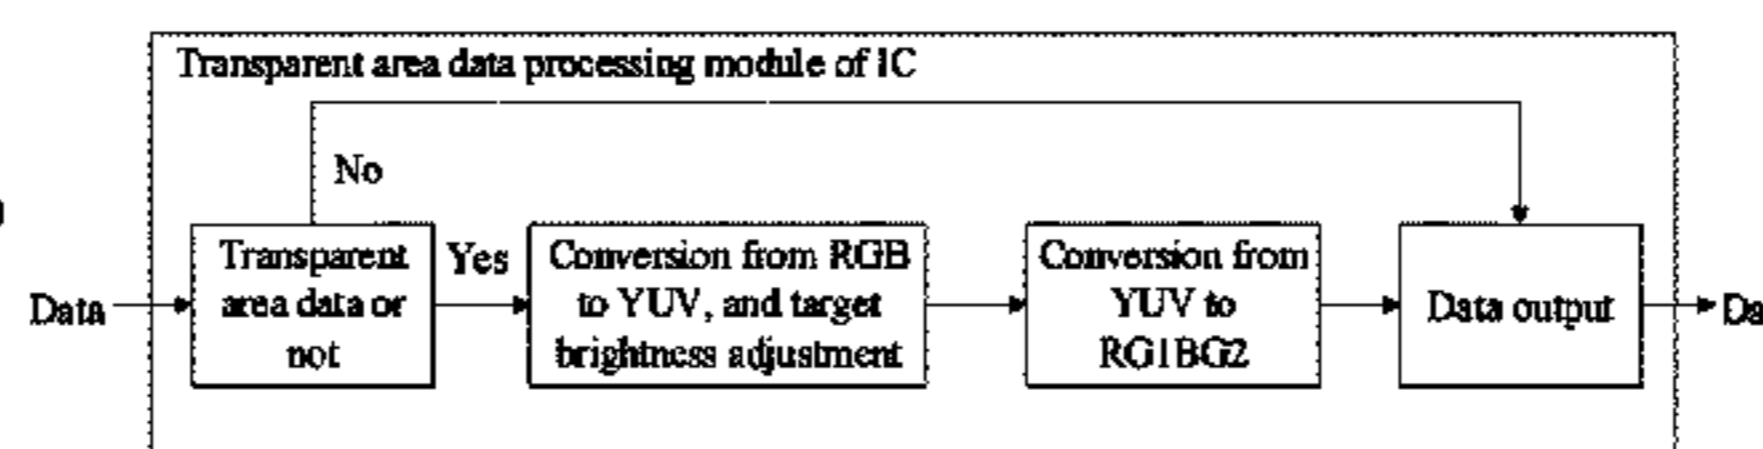 Transparent area data processing module of IC
No
Transparent
area data or
not
Yes
Conversion from RGB
to YUV, and target
brightness adjustment
Conversion from
YUV to
RG1BG2
Data output
Data